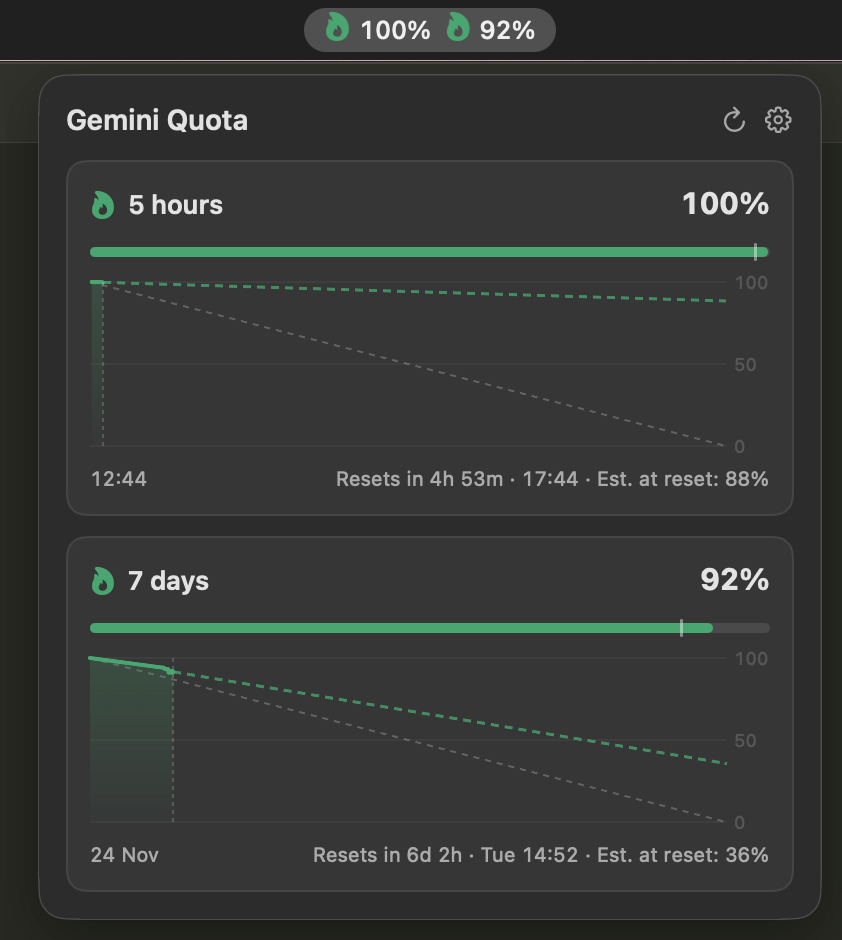 100% 92%
Gemini Quota
5 hours 100%
100
50
0
12:44 Resets in 4h 53m · 17:44 · Est. at reset: 88%
7 days 92%
100
50
0
24 Nov Resets in 6d 2h · Tue 14:52 · Est. at reset: 36%